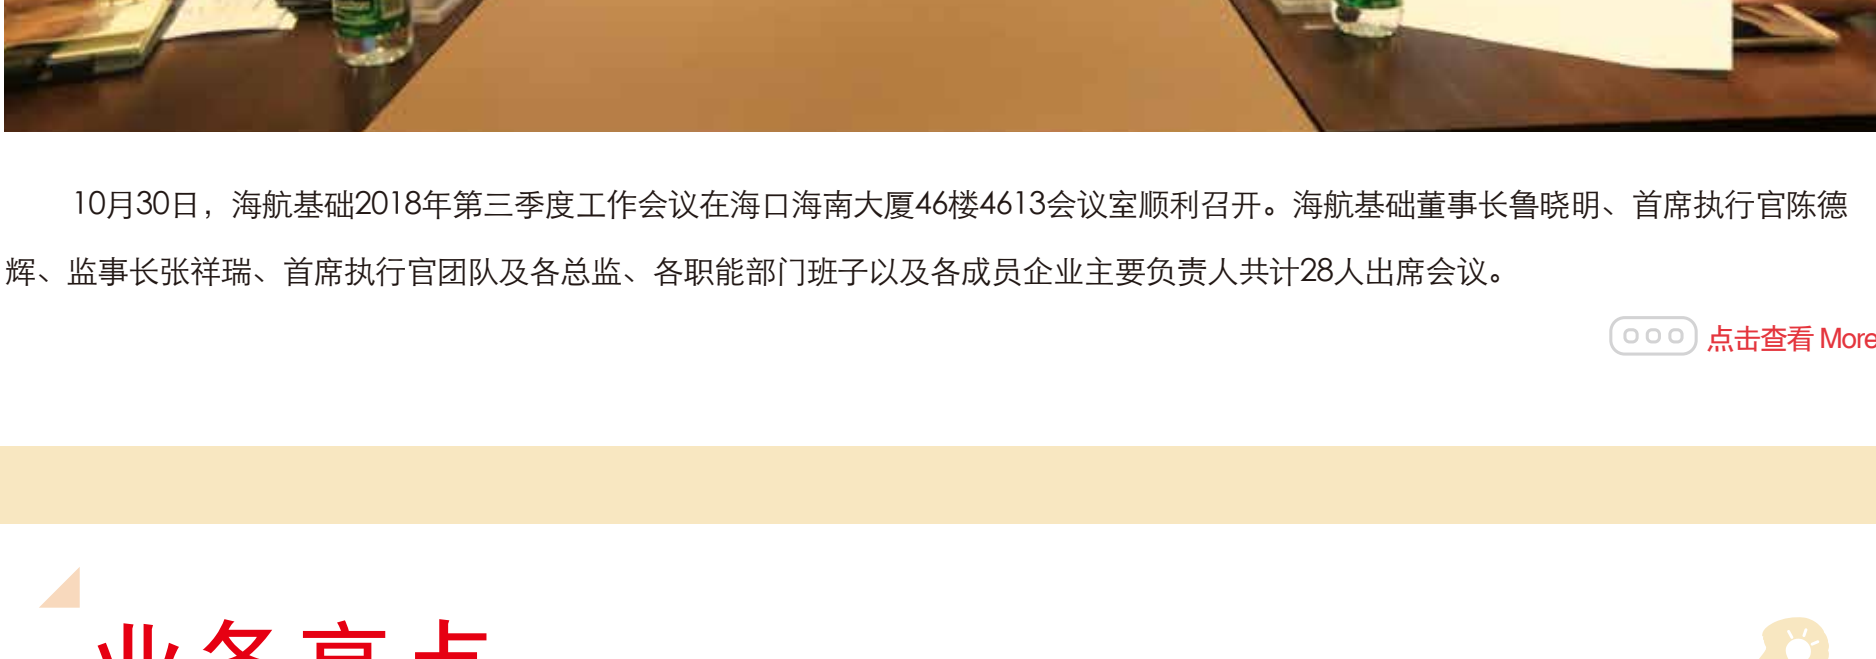 10月30日，海航基础2018年第三季度工作会议在海口海南大厦46楼4613会议室顺利召开。海航基础董事长鲁晓明、首席执行官陈德
辉、监事长张祥瑞、首席执行官团队及各总监、各职能部门班子以及各成员企业主要负责人共计28人出席会议。
点击查看 More
业务亮点